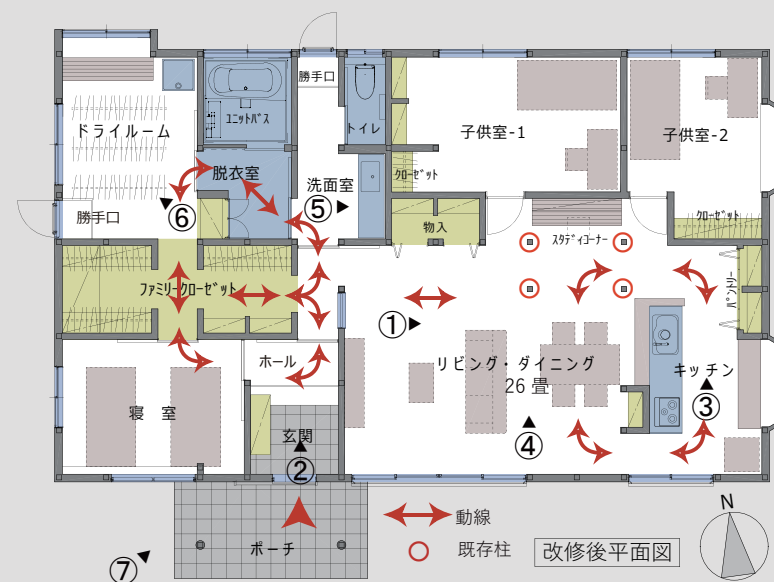 勝手口
ドライルーム
ユニットバス
トイレ
子供室-1
子供室-2
脱衣室
洗面室
クローゼット
⑤
⑥
勝手口
物入
スタディコーナー
クローゼット
ファミリークローゼット
パントリー
①
ホール
リビング・ダイニング
26 畳
キッチン
③
寝 室
玄関
②
④
N
動線
ポーチ
既存柱
改修後平面図
⑦